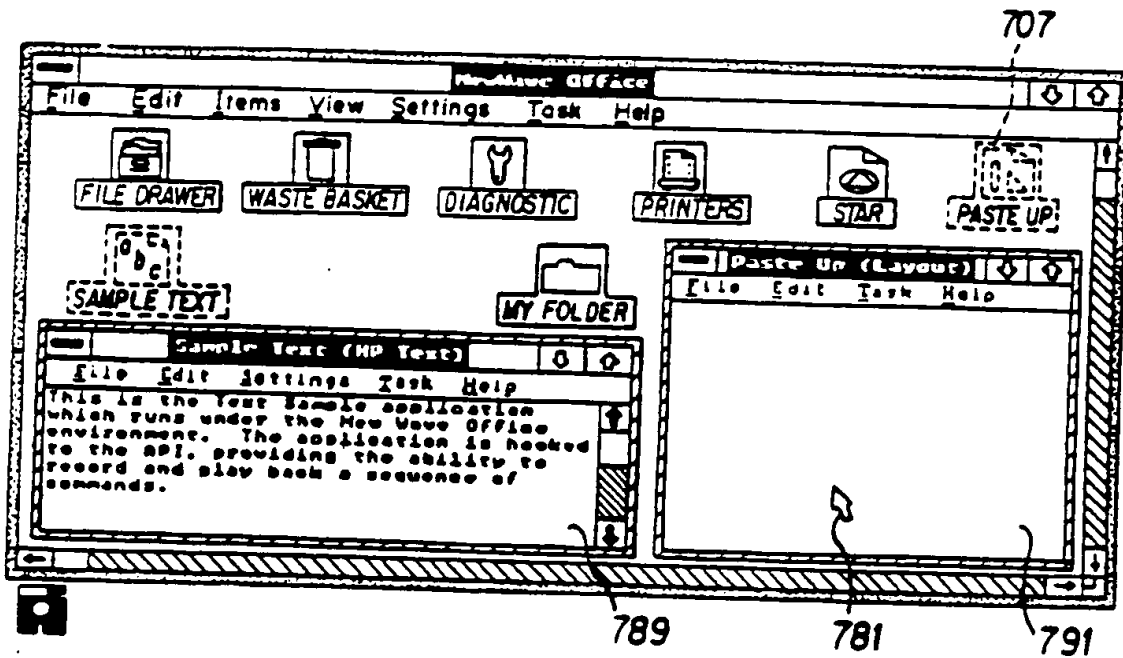 707
NewWave Office
File Edit Items View Settings Task Help
FILE DRAWER WASTE BASKET DIAGNOSTIC PRINTERS STAR PASTE UP
a b c
SAMPLE TEXT
MY FOLDER
Paste Up (Layout)
File Edit Task Help
Sample Text (HP Text)
File Edit Settings Task Help
This is the Text Sample application
which runs under the New Wave Office
environment. The application is hooked
to the API, providing the ability to
record and play back a sequence of
commands.
789
781
791